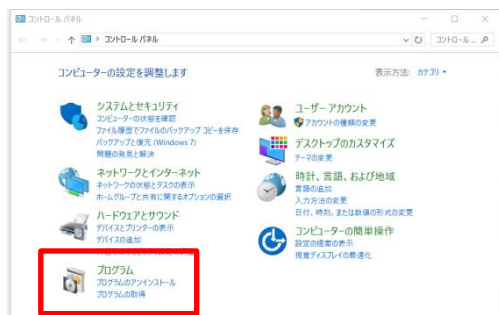 コントロール パネル
コントロール パネル
コントロール ...
コンピューターの設定を調整します
表示方法: カテゴリ
システムとセキュリティ
コンピューターの状態を確認
ファイル履歴でファイルのバックアップ コピーを保存
バックアップと復元 (Windows 7)
問題の発見と解決
ネットワークとインターネット
ネットワークの状態とタスクの表示
ホームグループと共有に関するオプションの選択
ハードウェアとサウンド
デバイスとプリンターの表示
デバイスの追加
プログラム
プログラムのアンインストール
プログラムの取得
ユーザー アカウント
アカウントの種類の変更
デスクトップのカスタマイズ
テーマの変更
時計、言語、および地域
言語の追加
入力方法の変更
日付、時刻、または数値の形式の変更
コンピューターの簡単操作
設定の提案の表示
視覚ディスプレイの最適化